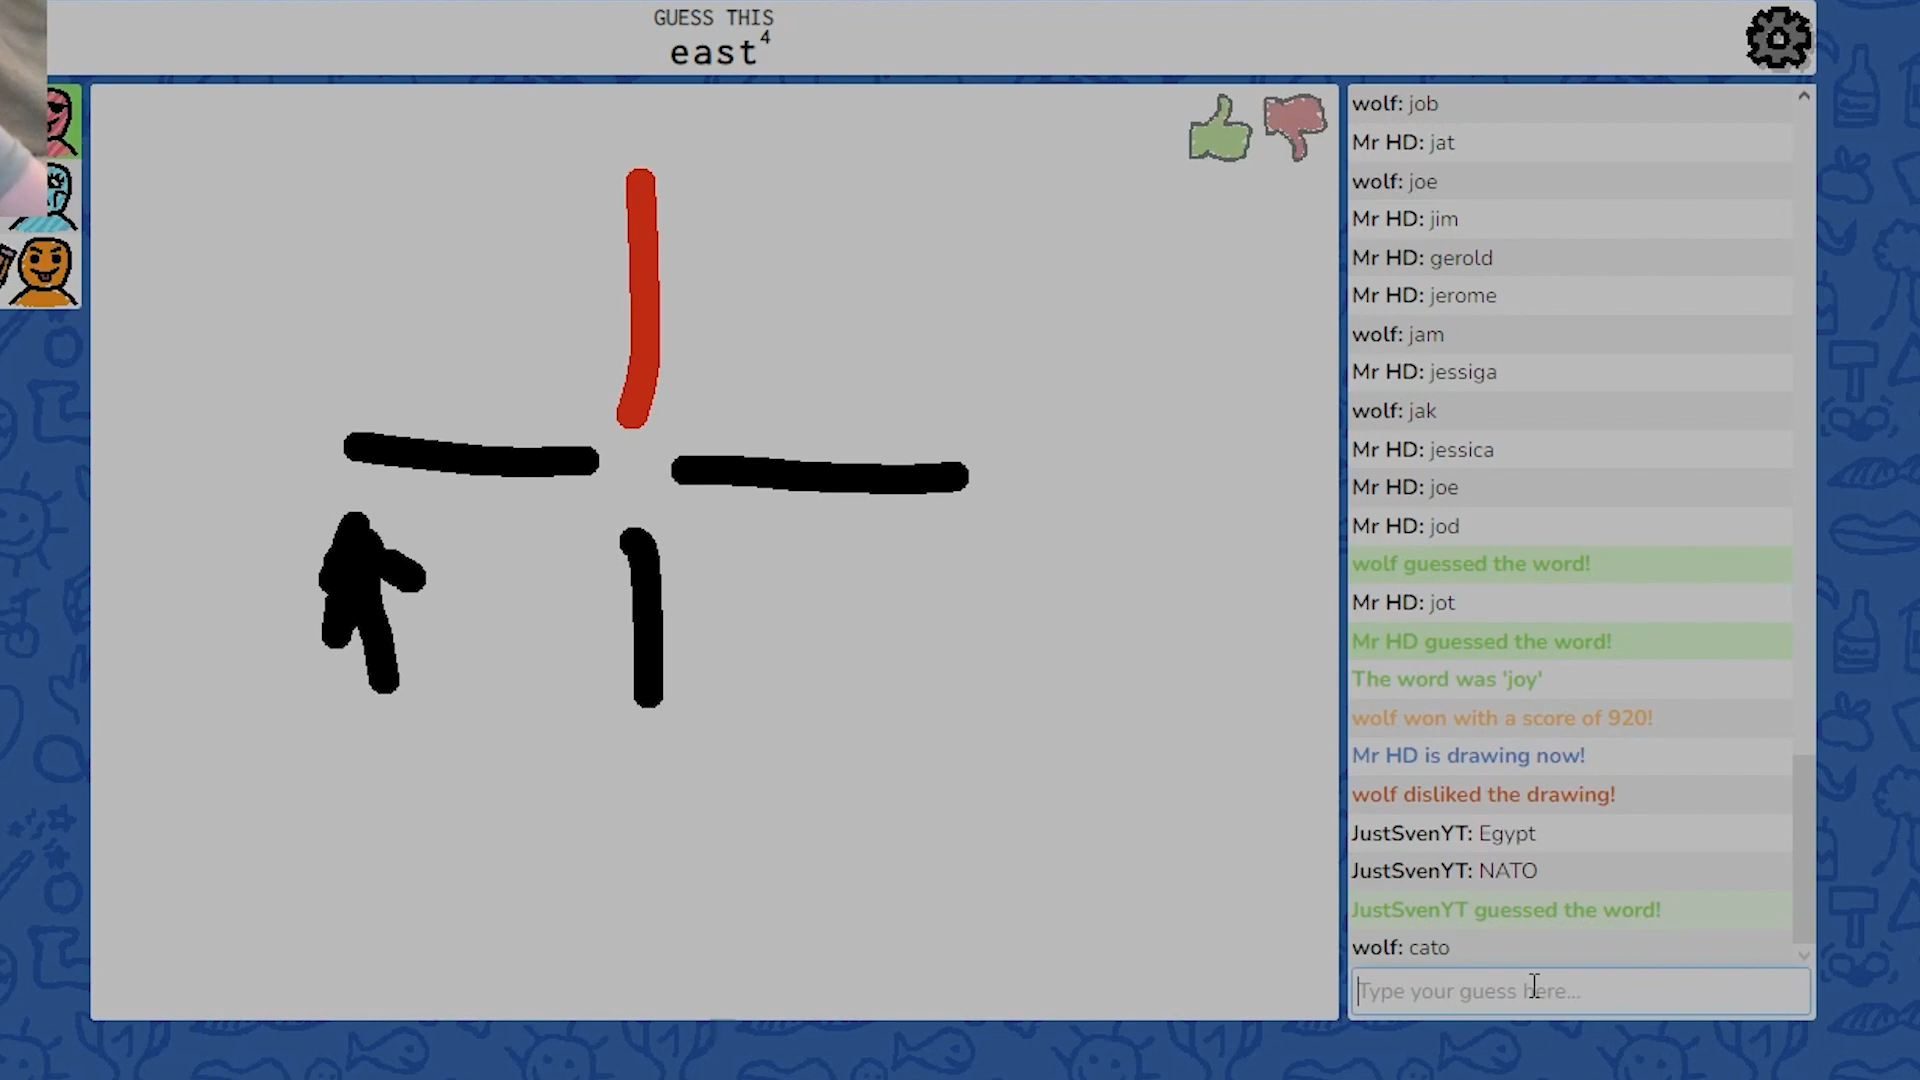 GUESS THIS
east⁴
wolf: job
Mr HD: jat
wolf: joe
Mr HD: jim
Mr HD: gerold
Mr HD: jerome
wolf: jam
Mr HD: jessiga
wolf: jak
Mr HD: jessica
Mr HD: joe
Mr HD: jod
wolf guessed the word!
Mr HD: jot
Mr HD guessed the word!
The word was 'joy'
wolf won with a score of 920!
Mr HD is drawing now!
wolf disliked the drawing!
JustSvenYT: Egypt
JustSvenYT: NATO
JustSvenYT guessed the word!
wolf: cato
Type your guess here...